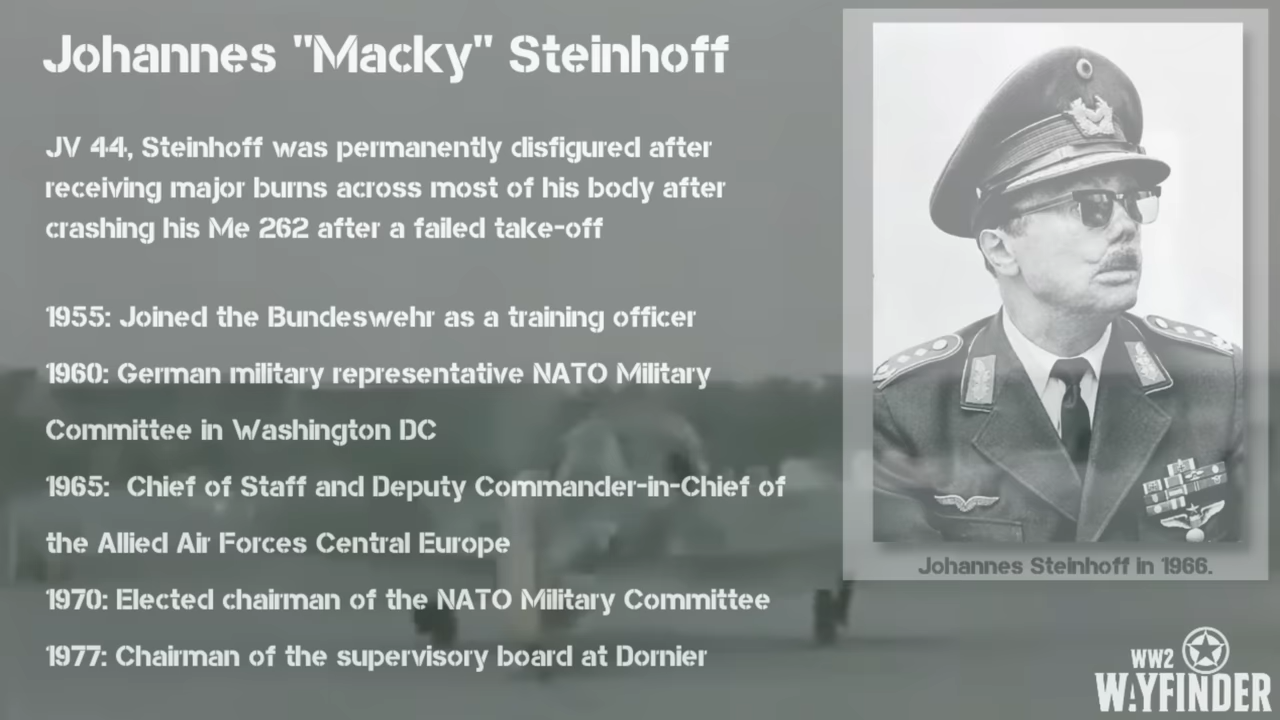 Johannes "Macky" Steinhoff
JV 44, Steinhoff was permanently disfigured after
receiving major burns across most of his body after
crashing his Me 262 after a failed take-off
1955: Joined the Bundeswehr as a training officer
1960: German military representative NATO Military
Committee in Washington DC
1965:  Chief of Staff and Deputy Commander-in-Chief of
the Allied Air Forces Central Europe
1970: Elected chairman of the NATO Military Committee
1977: Chairman of the supervisory board at Dornier
Johannes Steinhoff in 1966.
WW2
WAYFINDER